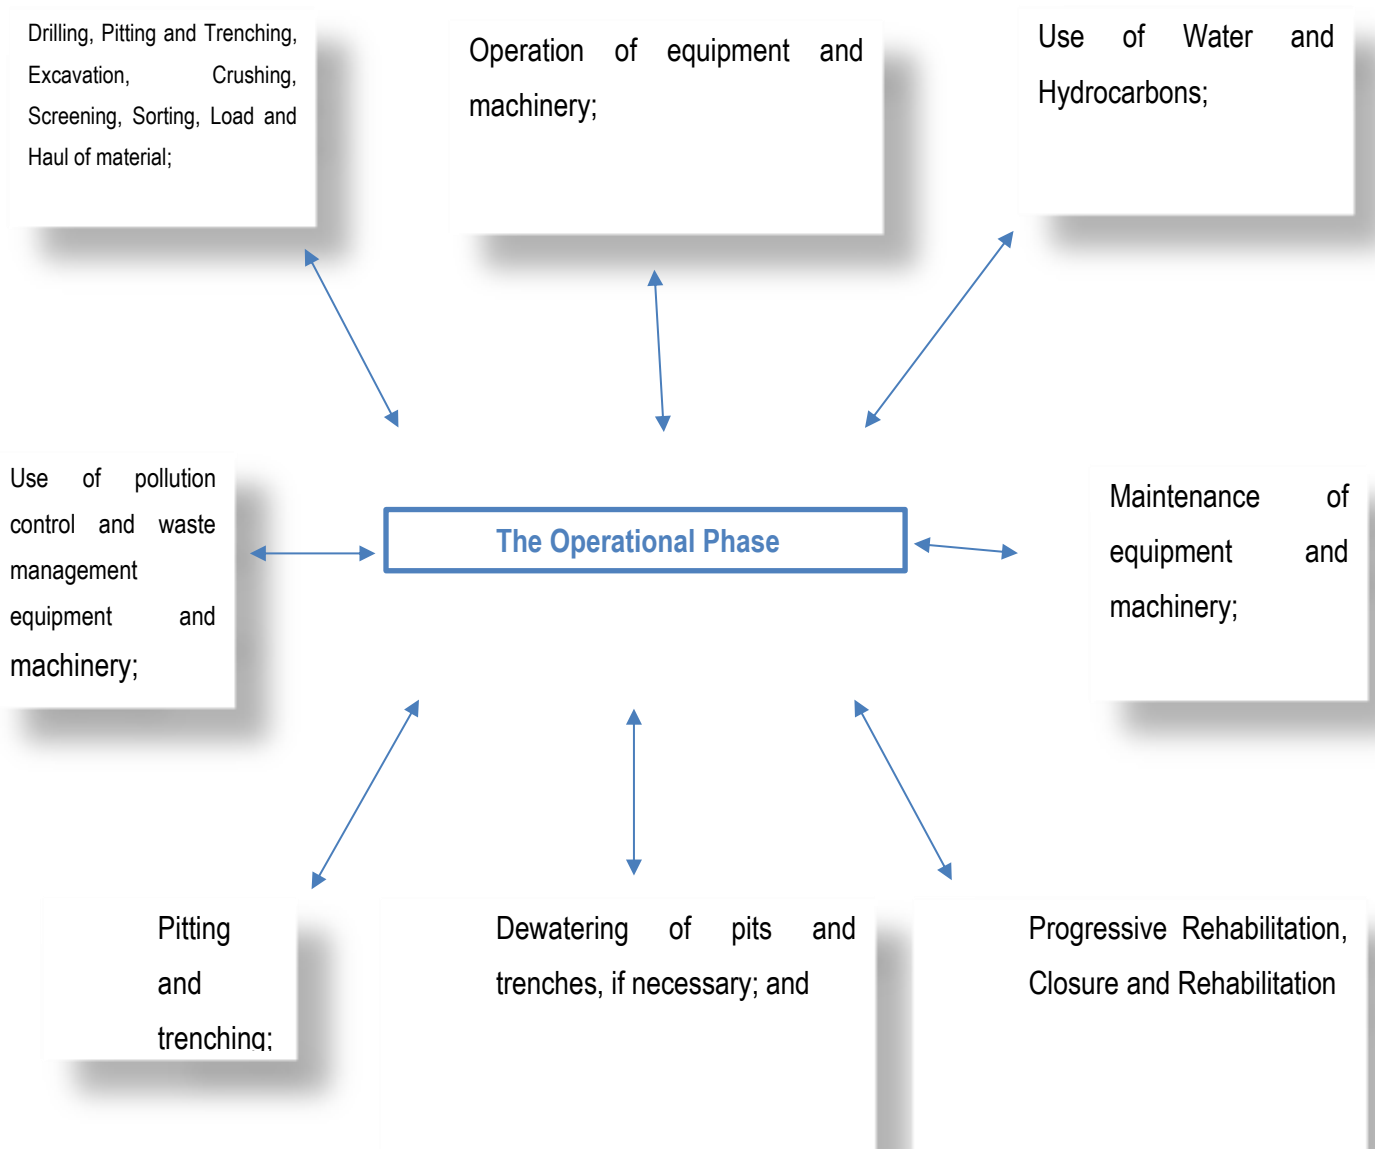 Drilling, Pitting and Trenching,
Excavation, Crushing,
Screening, Sorting, Load and
Haul of material;
Operation of equipment and
machinery;
Use of Water and
Hydrocarbons;
Use of pollution
control and waste
management
equipment and
machinery;
The Operational Phase
Maintenance of
equipment and
machinery;
Pitting
and
trenching;
Dewatering of pits and
trenches, if necessary; and
Progressive Rehabilitation,
Closure and Rehabilitation